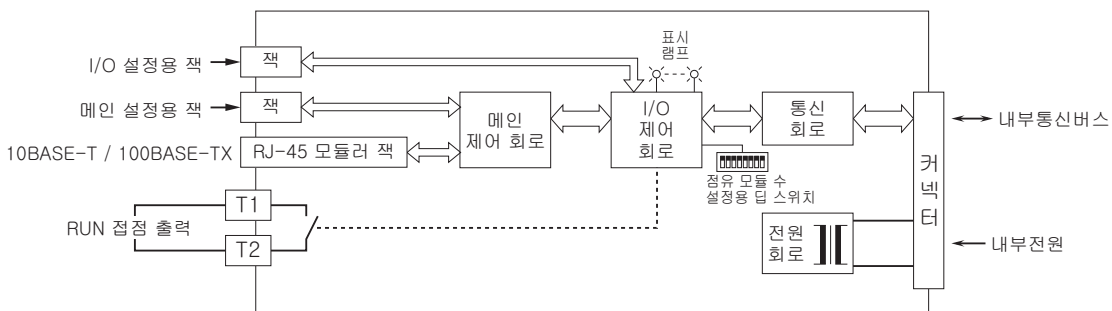 표시
램프
I/O 설정용 잭
잭
메인 설정용 잭
잭
메인
제어 회로
I/O
제어
회로
통신
회로
내부통신버스
10BASE-T / 100BASE-TX
RJ-45 모듈러 잭
점유 모듈 수
설정용 딥 스위치
커넥터
T1
RUN 접점 출력
T2
전원
회로
내부전원